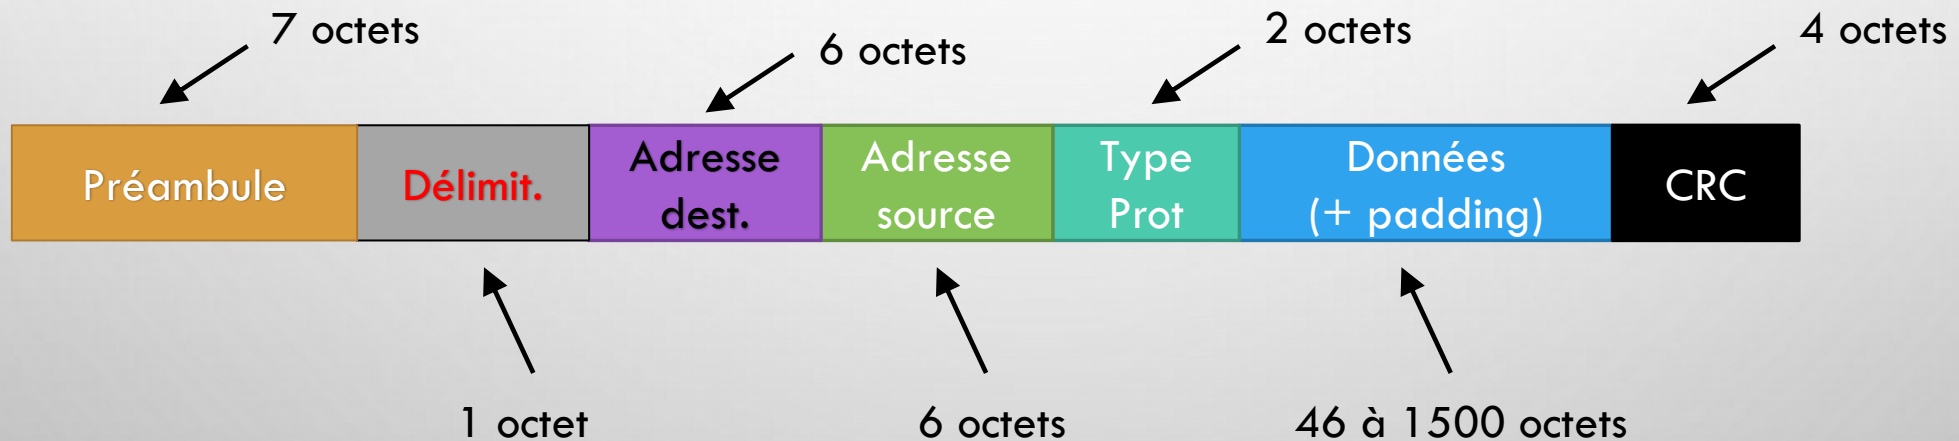 7 octets
6 octets
2 octets
4 octets
Préambule
Délimit.
Adresse
dest.
Adresse
source
Type
Prot
Données
(+ padding)
CRC
1 octet
6 octets
46 à 1500 octets